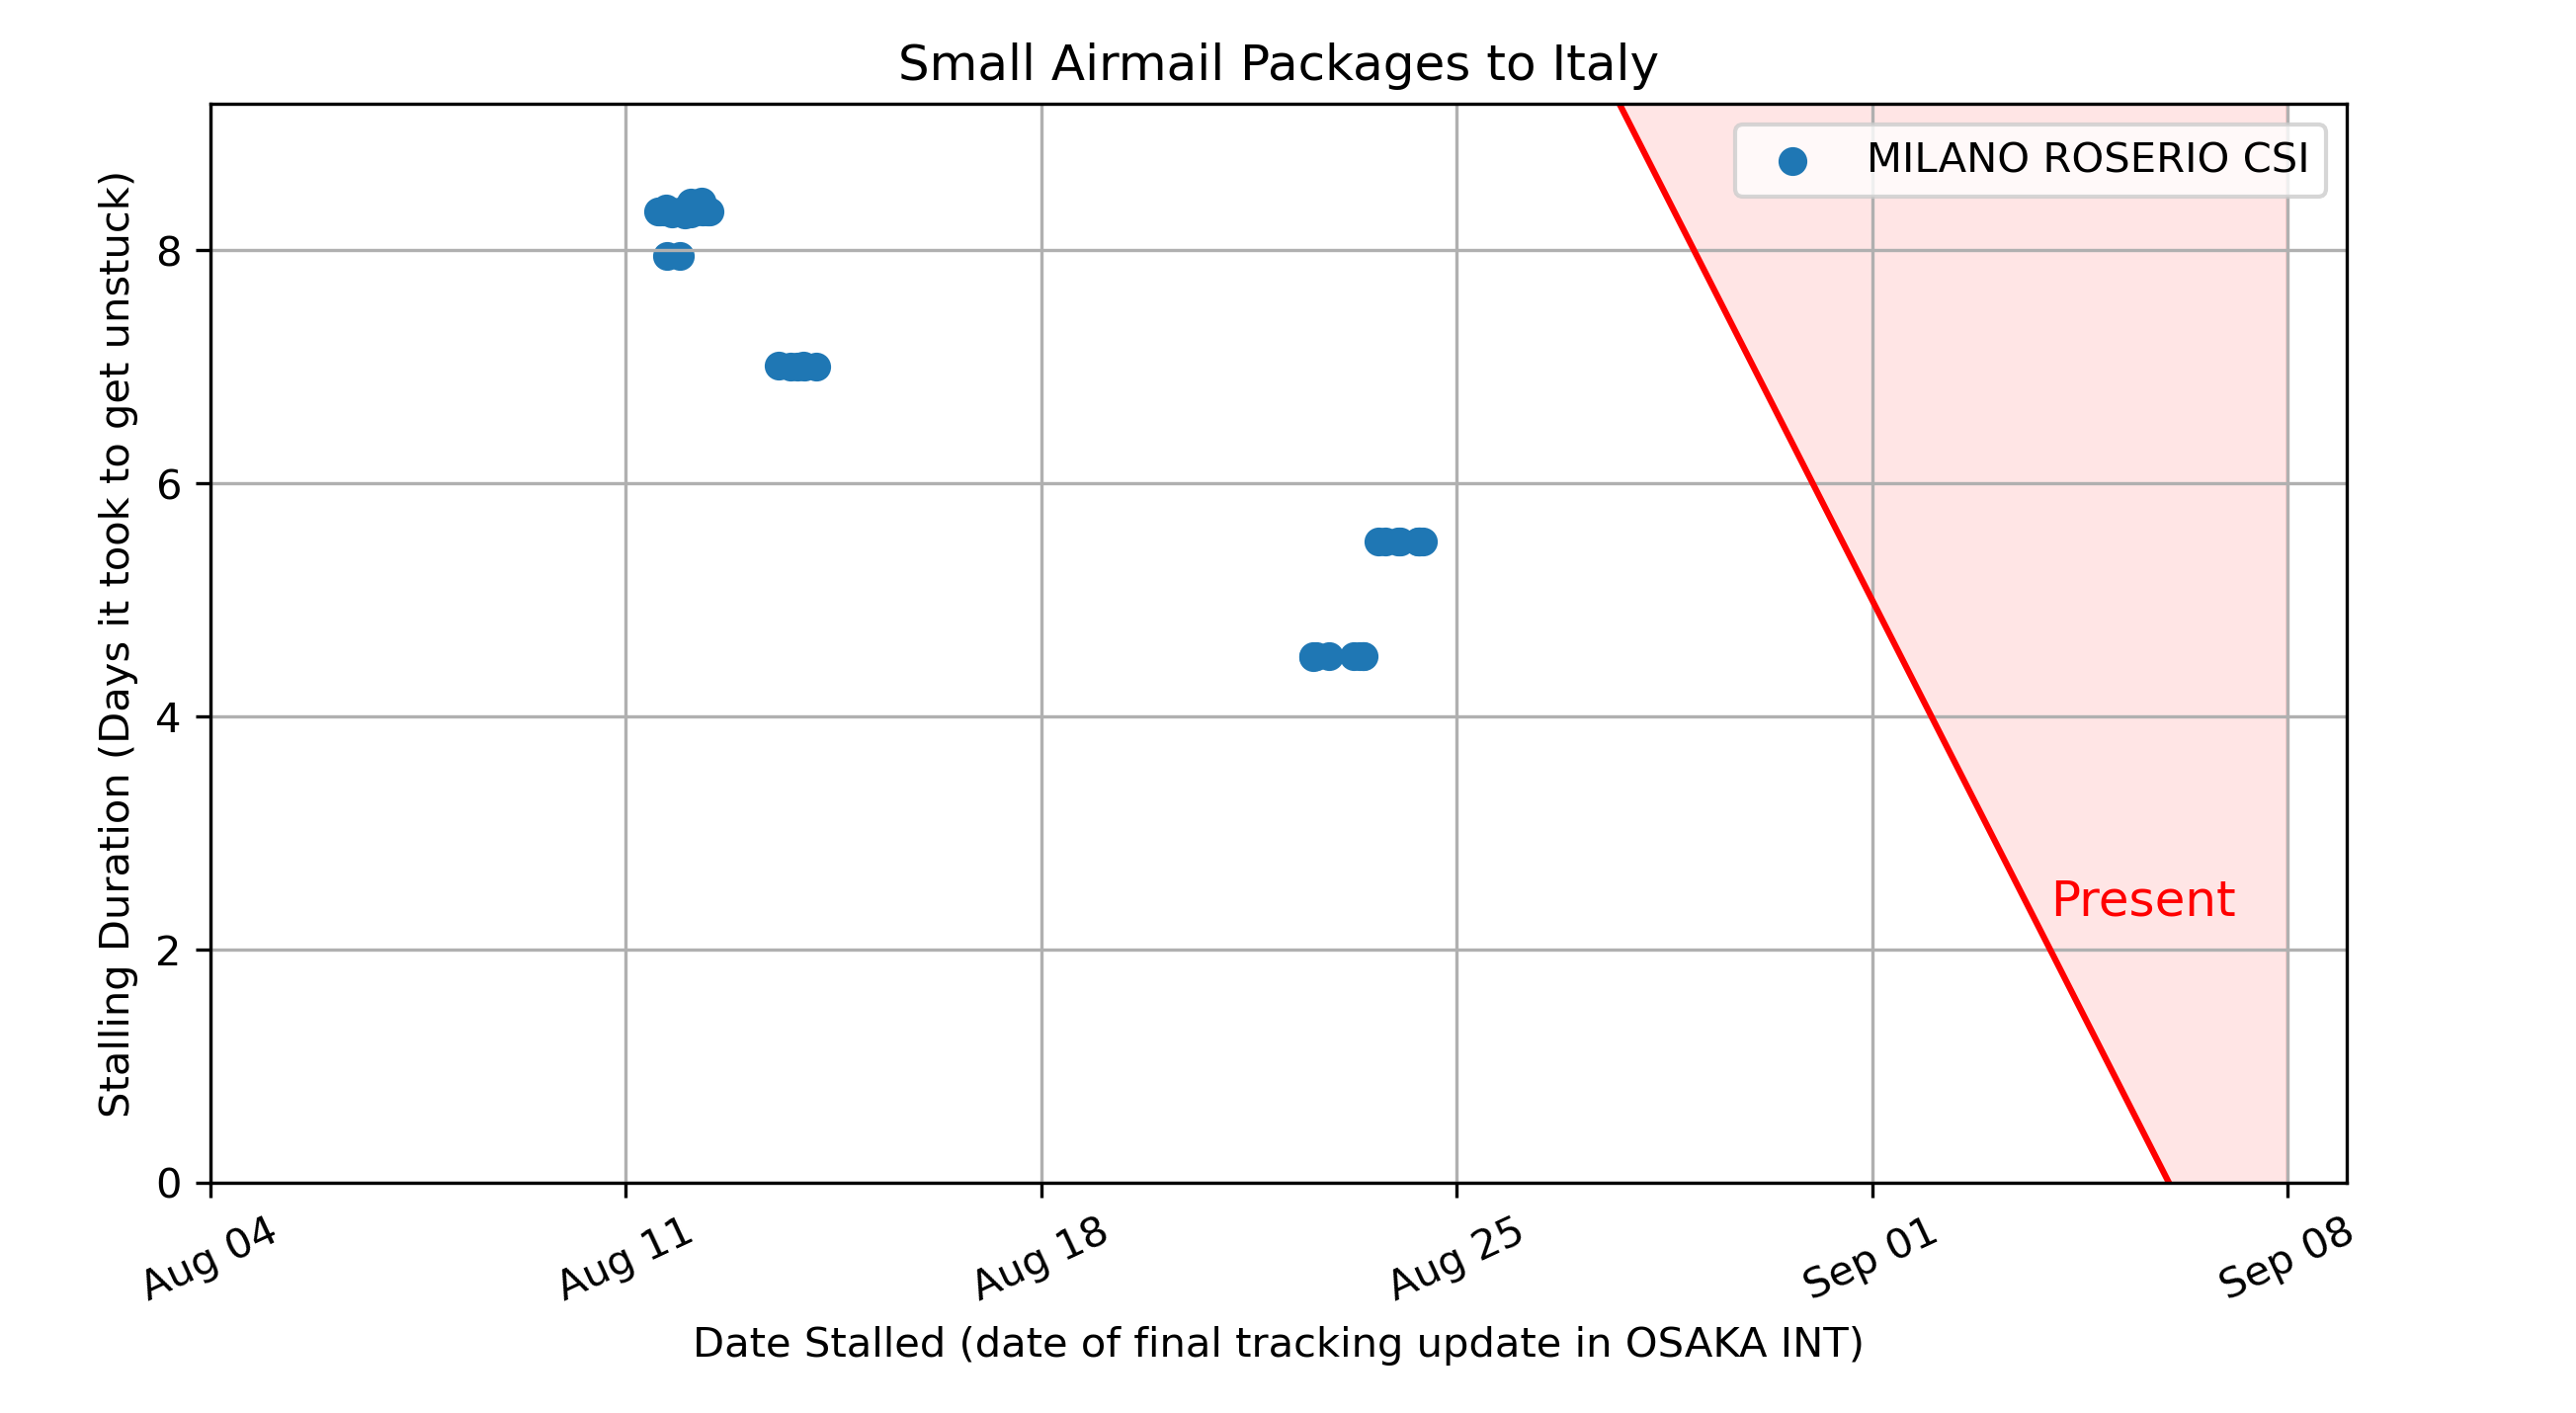 Small Airmail Packages to Italy
MILANO ROSERIO CSI
Stalling Duration (Days it took to get unstuck)
8
6
4
2
0
Present
Aug 04
Aug 11
Aug 18
Aug 25
Sep 01
Sep 08
Date Stalled (date of final tracking update in OSAKA INT)